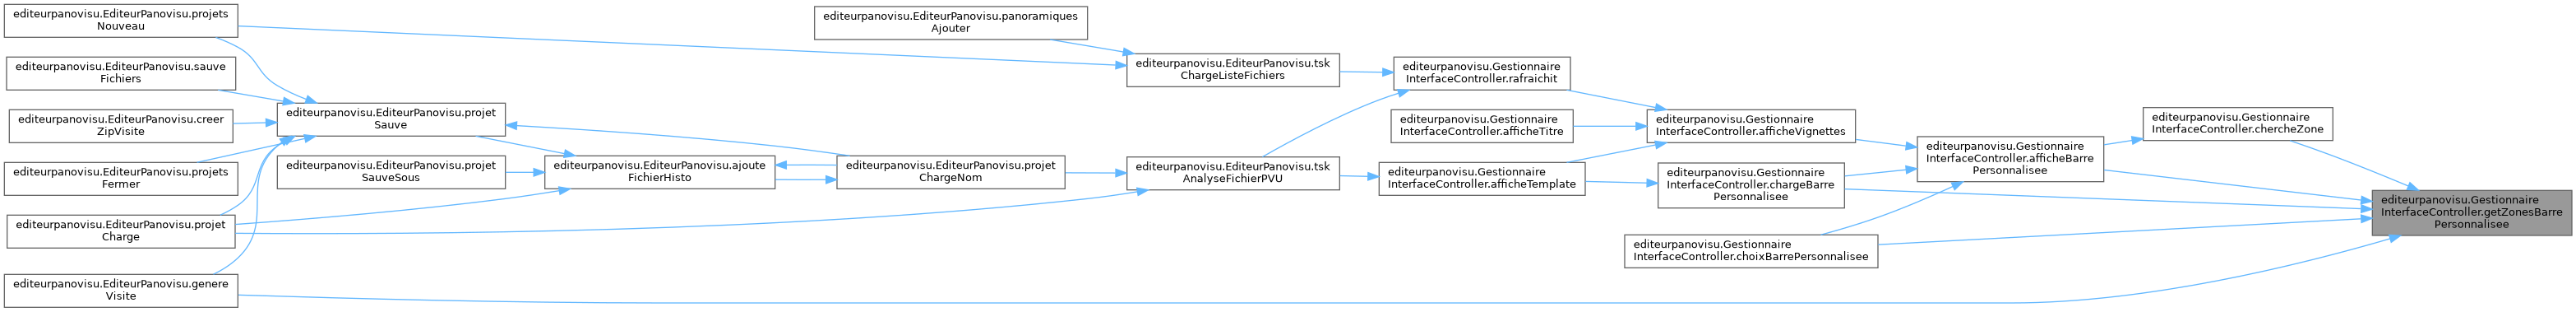 editeurpanovisu.EditeurPanovisu.projets
Nouveau
editeurpanovisu.EditeurPanovisu.sauve
Fichiers
editeurpanovisu.EditeurPanovisu.creer
ZipVisite
editeurpanovisu.EditeurPanovisu.projets
Fermer
editeurpanovisu.EditeurPanovisu.projet
Charge
editeurpanovisu.EditeurPanovisu.genere
Visite
editeurpanovisu.EditeurPanovisu.projet
Sauve
editeurpanovisu.EditeurPanovisu.projet
SauveSous
editeurpanovisu.EditeurPanovisu.ajoute
FichierHisto
editeurpanovisu.EditeurPanovisu.panoramiques
Ajouter
editeurpanovisu.EditeurPanovisu.projet
ChargeNom
editeurpanovisu.EditeurPanovisu.tsk
ChargeListeFichiers
editeurpanovisu.EditeurPanovisu.tsk
AnalyseFichierPVU
editeurpanovisu.Gestionnaire
InterfaceController.rafraichit
editeurpanovisu.Gestionnaire
InterfaceController.afficheTitre
editeurpanovisu.Gestionnaire
InterfaceController.afficheTemplate
editeurpanovisu.Gestionnaire
InterfaceController.afficheVignettes
editeurpanovisu.Gestionnaire
InterfaceController.chargeBarre
Personnalisee
editeurpanovisu.Gestionnaire
InterfaceController.choixBarrePersonnalisee
editeurpanovisu.Gestionnaire
InterfaceController.afficheBarre
Personnalisee
editeurpanovisu.Gestionnaire
InterfaceController.chercheZone
editeurpanovisu.Gestionnaire
InterfaceController.getZonesBarre
Personnalisee